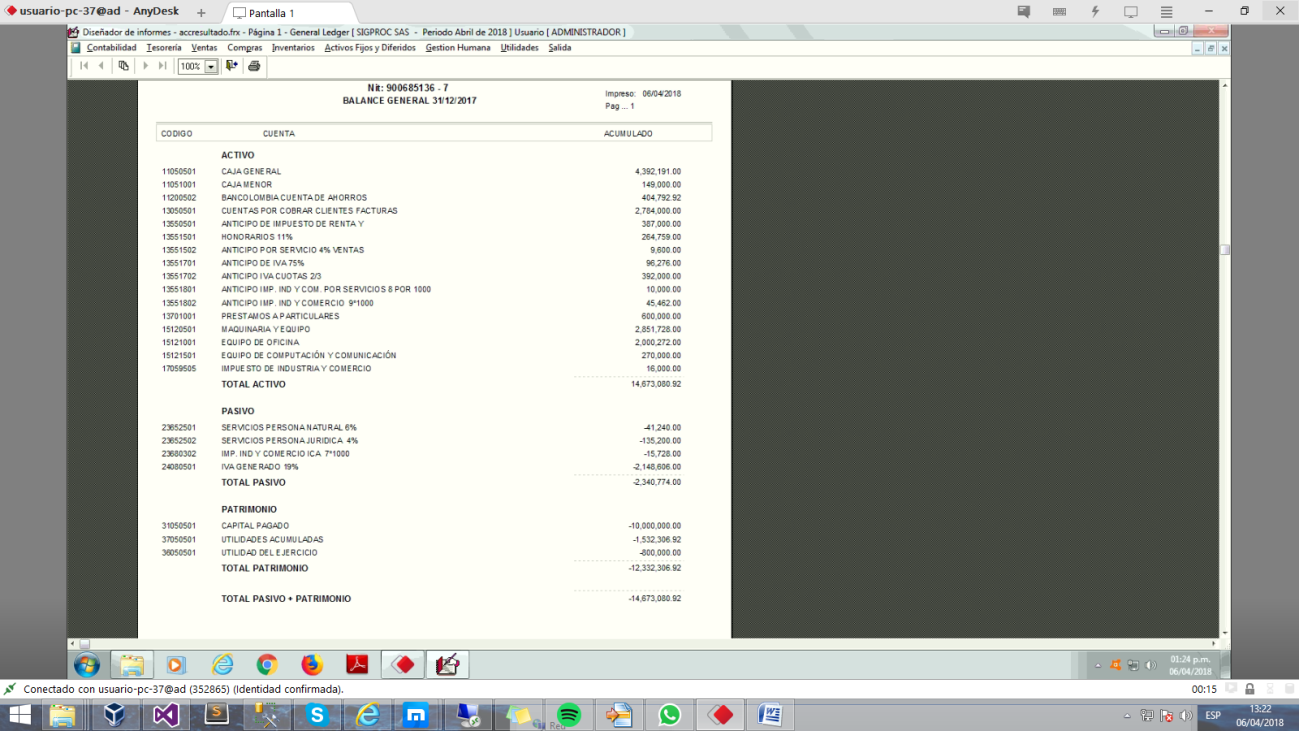 usuario-pc-37@ad - AnyDesk + Pantalla 1
Diseñador de informes - accresultado.frx - Página 1 - General Ledger [ SIGPROC SAS - Periodo Abril de 2018 ] Usuario [ ADMINISTRADOR ]
Contabilidad Tesorería Ventas Compras Inventarios Activos Fijos y Diferidos Gestion Humana Utilidades Salida
100%
Nit: 900685136 - 7
BALANCE GENERAL 31/12/2017
Impreso: 06/04/2018
Pag ... 1
CODIGO CUENTA ACUMULADO
ACTIVO
11050501 CAJA GENERAL 4,392,191.00
11051001 CAJA MENOR 149,000.00
11200502 BANCOLOMBIA CUENTA DE AHORROS 404,792.92
13050501 CUENTAS POR COBRAR CLIENTES FACTURAS 2,784,000.00
13550501 ANTICIPO DE IMPUESTO DE RENTA Y 387,000.00
13551501 HONORARIOS 11% 264,759.00
13551502 ANTICIPO POR SERVICIO 4% VENTAS 9,600.00
13551701 ANTICIPO DE IVA 75% 96,276.00
13551702 ANTICIPO IVA CUOTAS 2/3 392,000.00
13551801 ANTICIPO IMP. IND Y COM. POR SERVICIOS 8 POR 1000 10,000.00
13551802 ANTICIPO IMP. IND Y COMERCIO 9*1000 45,462.00
13701001 PRESTAMOS A PARTICULARES 600,000.00
15120501 MAQUINARIA Y EQUIPO 2,851,728.00
15121001 EQUIPO DE OFICINA 2,000,272.00
15121501 EQUIPO DE COMPUTACIÓN Y COMUNICACIÓN 270,000.00
17059505 IMPUESTO DE INDUSTRIA Y COMERCIO 16,000.00
TOTAL ACTIVO 14,673,080.92
PASIVO
23652501 SERVICIOS PERSONA NATURAL 6% -41,240.00
23652502 SERVICIOS PERSONA JURIDICA 4% -135,200.00
23680302 IMP. IND Y COMERCIO ICA 7*1000 -15,728.00
24080501 IVA GENERADO 19% -2,148,606.00
TOTAL PASIVO -2,340,774.00
PATRIMONIO
31050501 CAPITAL PAGADO -10,000,000.00
37050501 UTILIDADES ACUMULADAS -1,532,306.92
36050501 UTILIDAD DEL EJERCICIO -800,000.00
TOTAL PATRIMONIO -12,332,306.92
TOTAL PASIVO + PATRIMONIO -14,673,080.92
01:24 p.m.
06/04/2018
Conectado con usuario-pc-37@ad (352865) (Identidad confirmada). 00:15
Red
ESP
13:22
06/04/2018